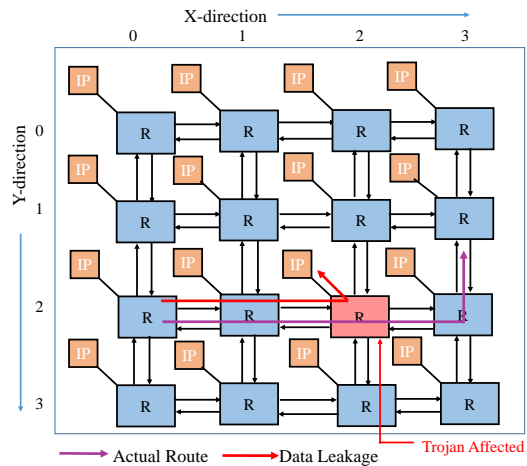 X-direction
0 1 2 3
IP IP IP IP
0 R R R R
Y-direction
IP IP IP IP
1 R R R R
IP IP IP IP
2 R R R R
IP IP IP IP
3 R R R R
Actual Route Data Leakage Trojan Affected